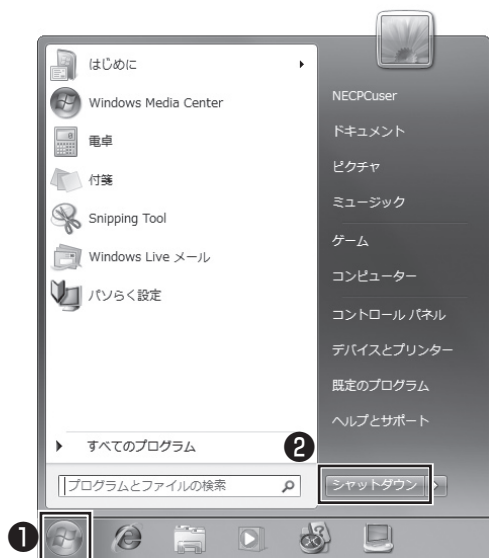 はじめに
Windows Media Center
電卓
付箋
Snipping Tool
Windows Live メール
パソらく設定
すべてのプログラム
プログラムとファイルの検索
NECPCuser
ドキュメント
ピクチャ
ミュージック
ゲーム
コンピューター
コントロール パネル
デバイスとプリンター
既定のプログラム
ヘルプとサポート
❷
シャットダウン
❶